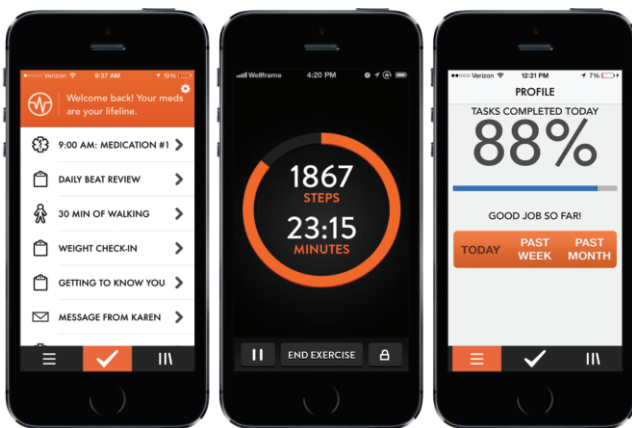 Verizon 9:37 AM 19%
Welcome back! Your meds
are your lifeline.
9:00 AM: MEDICATION #1
DAILY BEAT REVIEW
30 MIN OF WALKING
WEIGHT CHECK-IN
GETTING TO KNOW YOU
MESSAGE FROM KAREN
Wellframe 4:20 PM
1867
STEPS
23:15
MINUTES
END EXERCISE
Verizon 12:21 PM 7%
PROFILE
TASKS COMPLETED TODAY
88%
GOOD JOB SO FAR!
TODAY PAST WEEK PAST MONTH